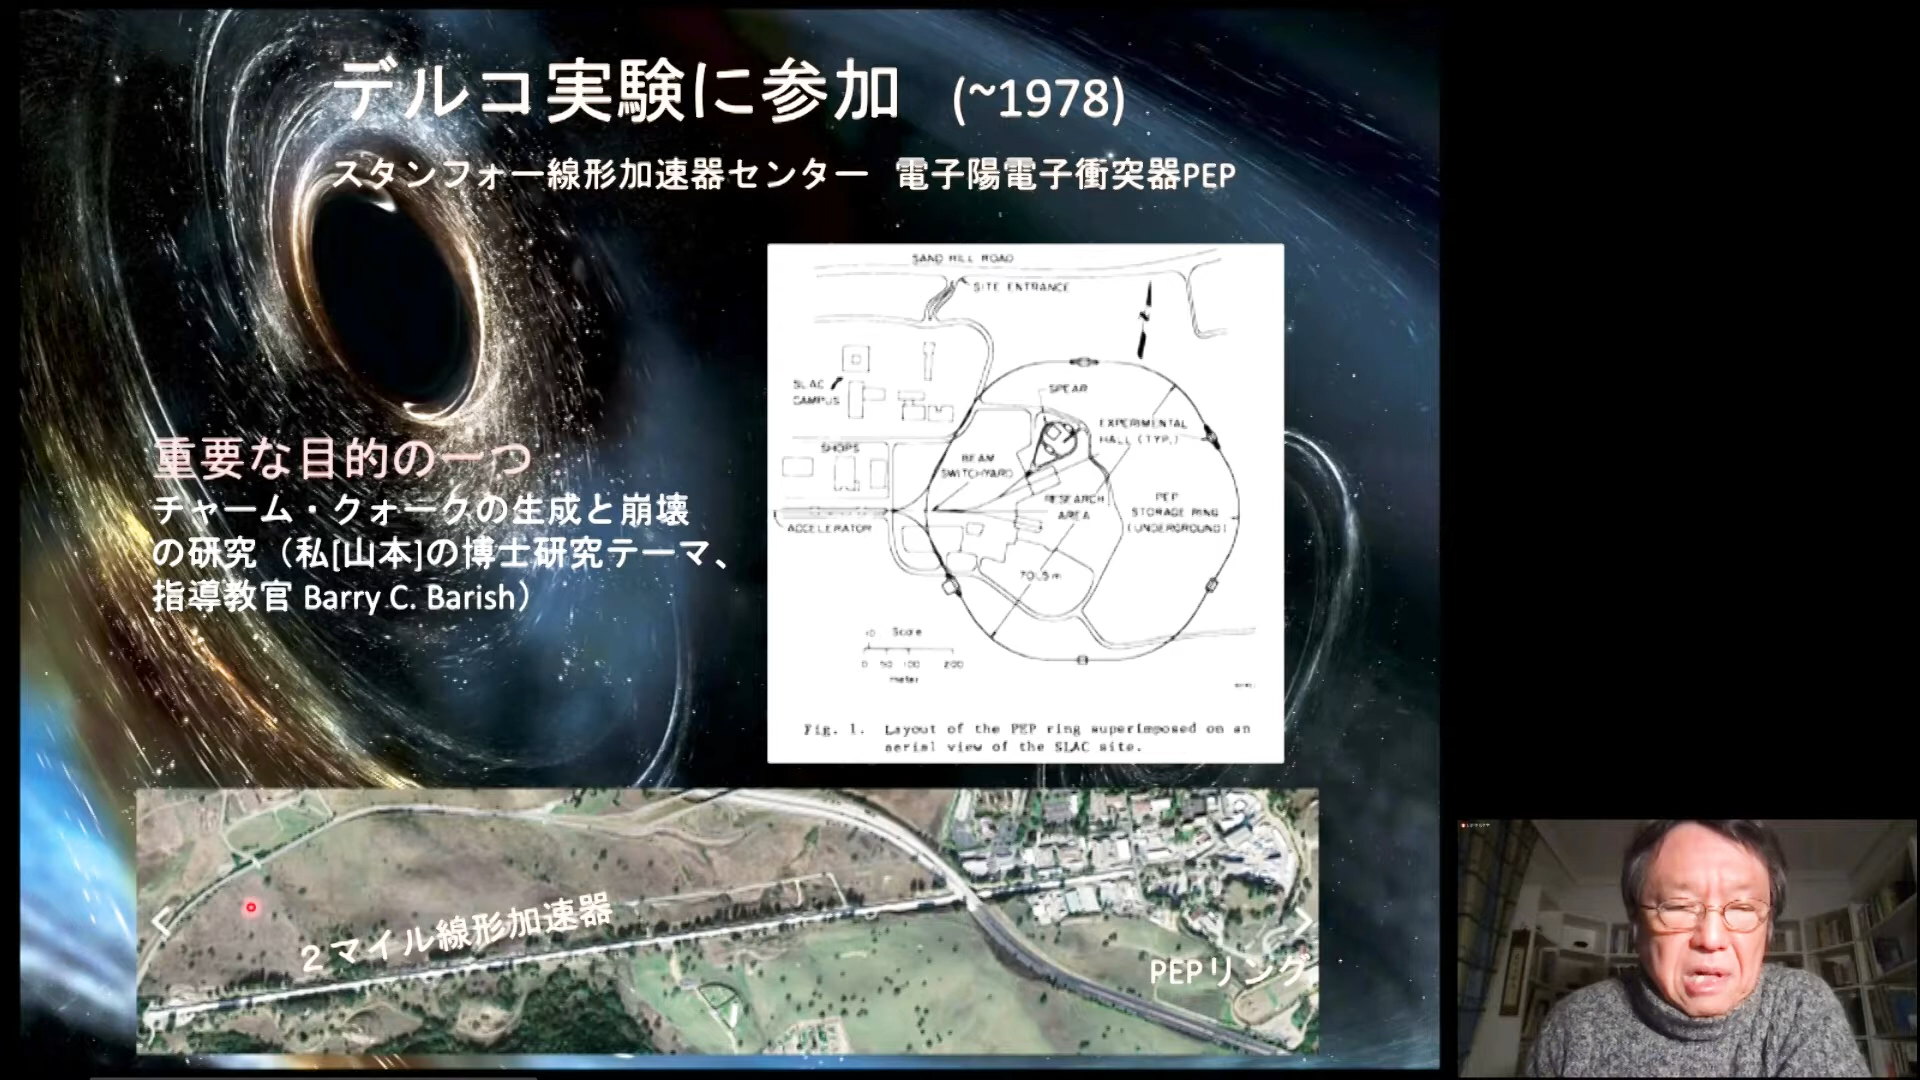 デルコ実験に参加 (~1978)
スタンフォー線形加速器センター 電子陽電子衝突器PEP
重要な目的の一つ
チャーム・クォークの生成と崩壊
の研究（私[山本]の博士研究テーマ、
指導教官 Barry C. Barish）
SAND HILL ROAD
SITE ENTRANCE
SLAC
CAMPUS
SPEAR
EXPERIMENTAL
HALL (TYP.)
SHOPS
BEAM
SWITCHYARD
RESEARCH
AREA
PEP
STORAGE RING
(UNDERGROUND)
ACCELERATOR
Scale
0 50 100 200
meter
Fig. 1. Layout of the PEP ring superimposed on an
aerial view of the SLAC site.
２マイル線形加速器
PEPリング